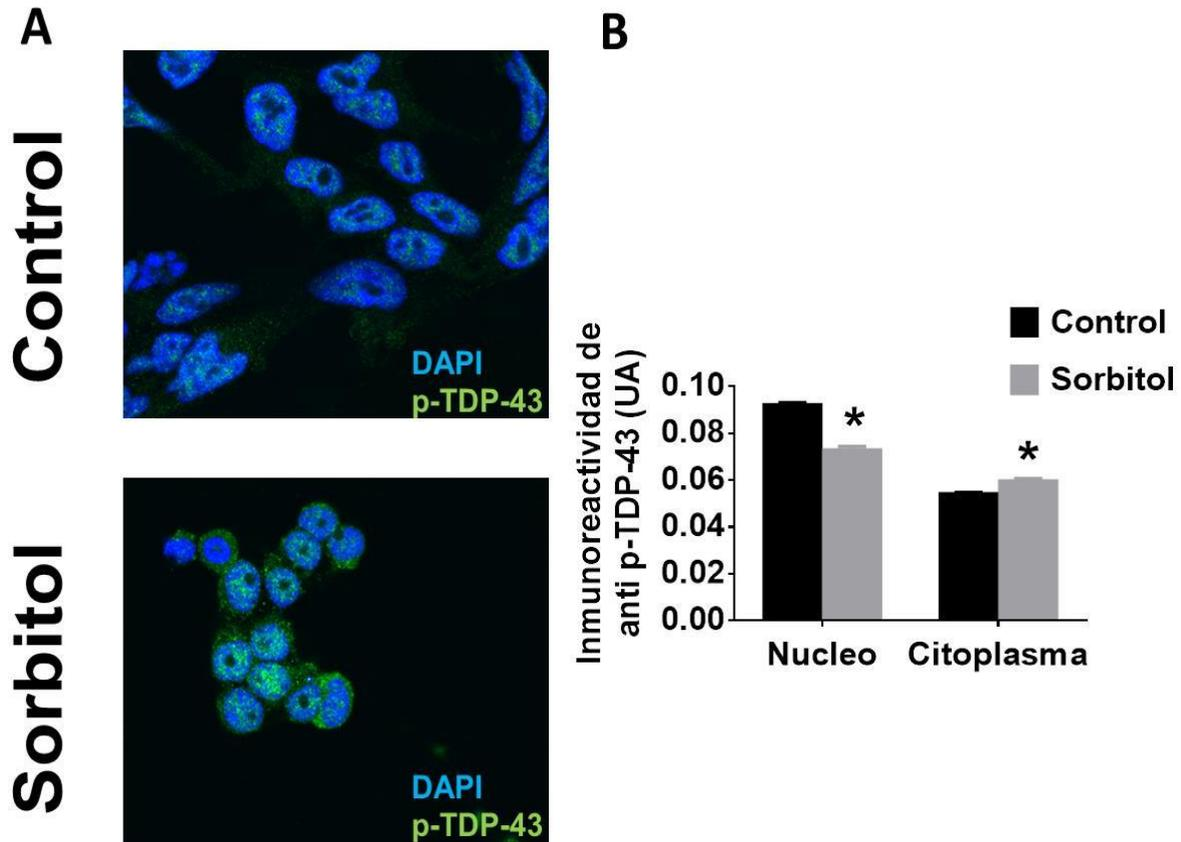 A
Control
DAPI
p-TDP-43
Sorbitol
DAPI
p-TDP-43
B
Control
Sorbitol
Inmunoreactividad de
anti p-TDP-43 (UA)
0.10
0.08
0.06
0.04
0.02
0.00
*
*
Nucleo
Citoplasma